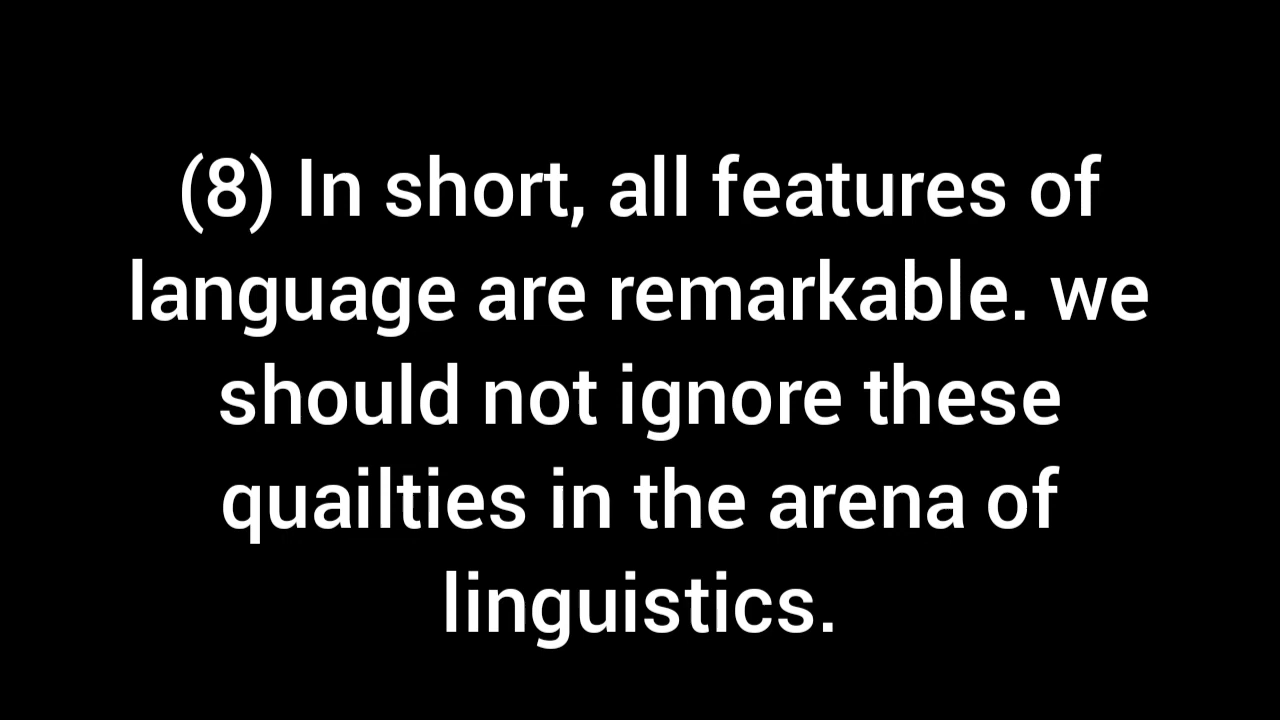 (8) In short, all features of
language are remarkable. we
should not ignore these
quailties in the arena of
linguistics.